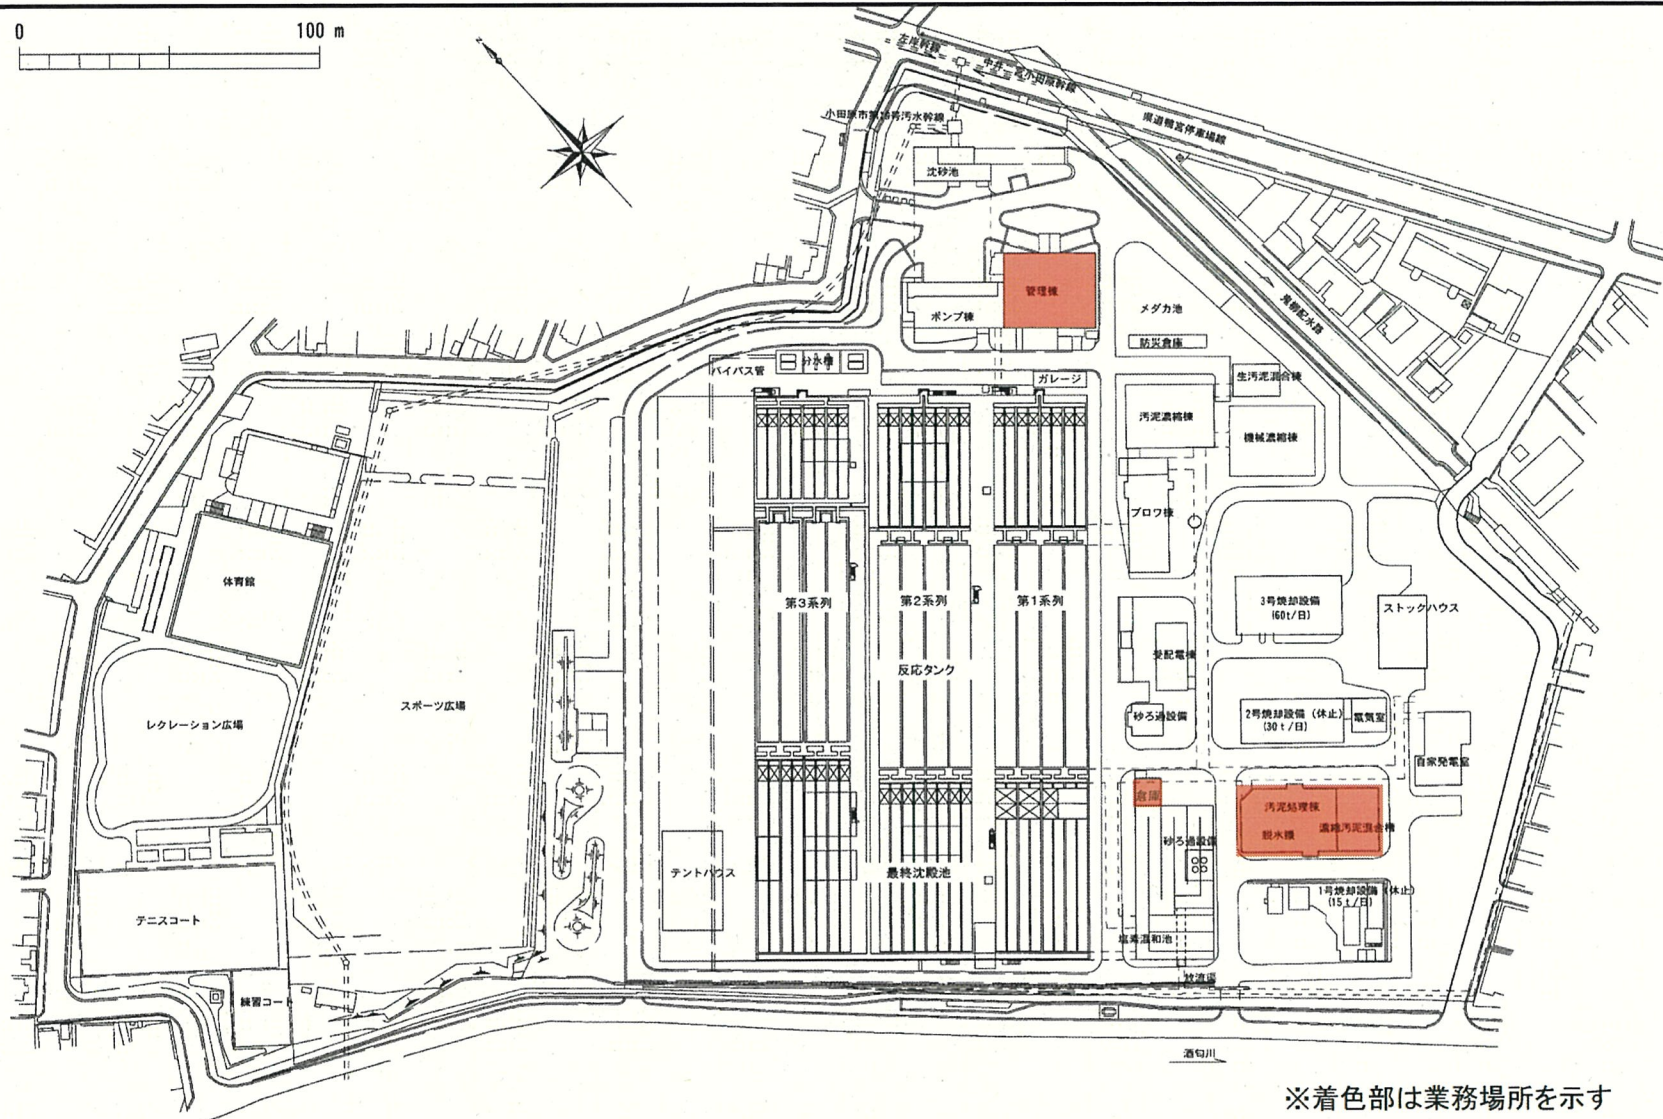 0 100 m
左岸幹線
中井・小田原幹線
小田原市第16号汚水幹線
県道鴨宮停車場線
沈砂池
管理棟
鬼柳配水路
メダカ池
ポンプ棟
防災倉庫
分水槽
バイパス管
ガレージ
生汚泥混合棟
汚泥濃縮棟
機械濃縮棟
ブロワ棟
体育館
第3系列
第2系列
第1系列
3号焼却設備
(60t/日)
ストックハウス
受配電棟
反応タンク
スポーツ広場
レクレーション広場
砂ろ過設備
2号焼却設備(休止)
(30t/日)
電気室
自家発電室
倉庫
汚泥処理棟
脱水機
濃縮汚泥混合槽
砂ろ過設備
テントハウス
最終沈殿池
1号焼却設備(休止)
(15t/日)
テニスコート
塩素混和池
放流渠
練習コート
酒匂川
※着色部は業務場所を示す